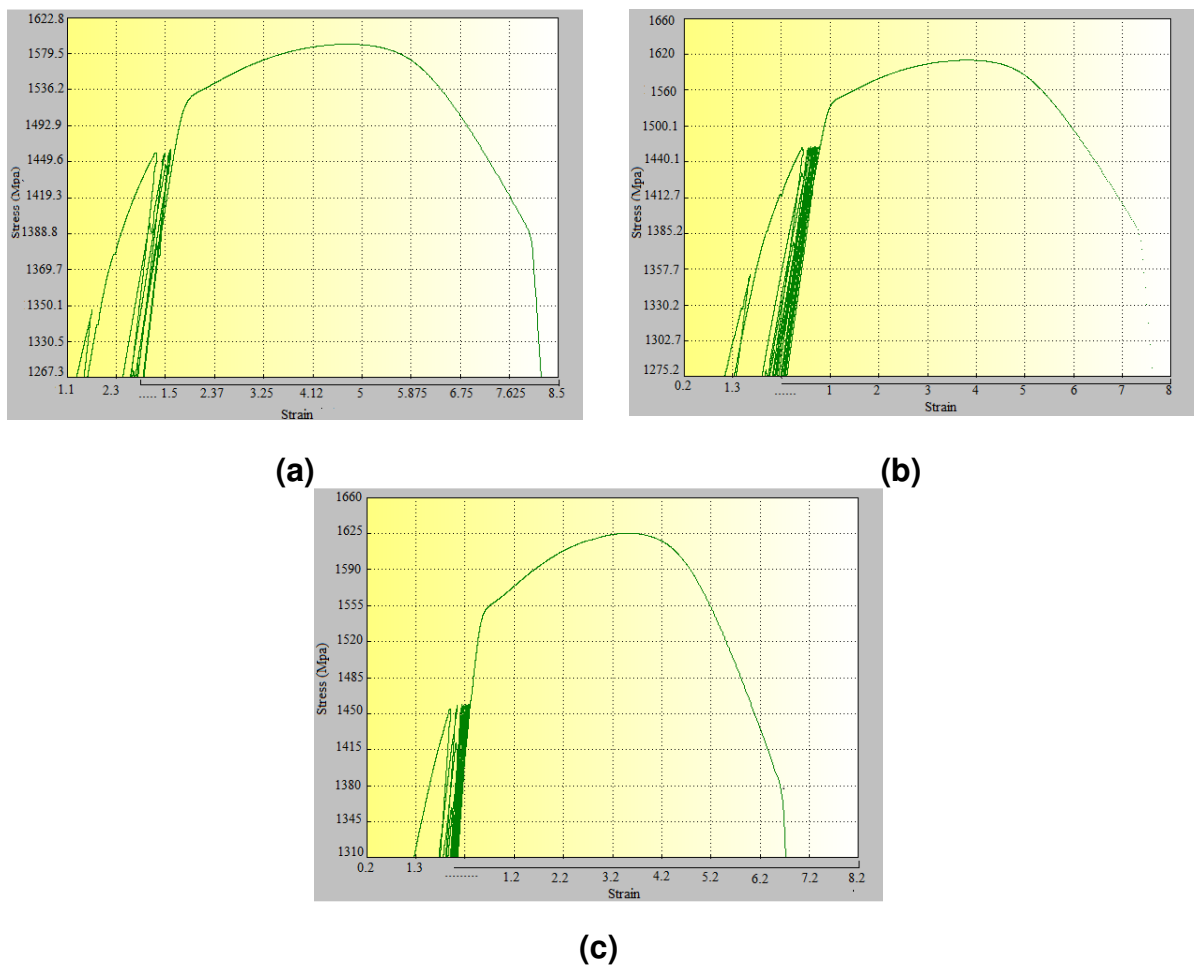 1622.8
1579.5
1536.2
1492.9
1449.6
1419.3
1388.8
1369.7
1350.1
1330.5
1267.3
Stress (Mpa)
1.1 2.3 ..... 1.5 2.37 3.25 4.12 5 5.875 6.75 7.625 8.5
Strain
(a)
1660
1620
1560
1500.1
1440.1
1412.7
1385.2
1357.7
1330.2
1302.7
1275.2
Stress (Mpa)
0.2 1.3 ...... 1 2 3 4 5 6 7 8
Strain
(b)
1660
1625
1590
1555
1520
1485
1450
1415
1380
1345
1310
Stress (Mpa)
0.2 1.3 ......... 1.2 2.2 3.2 4.2 5.2 6.2 7.2 8.2
Strain
(c)